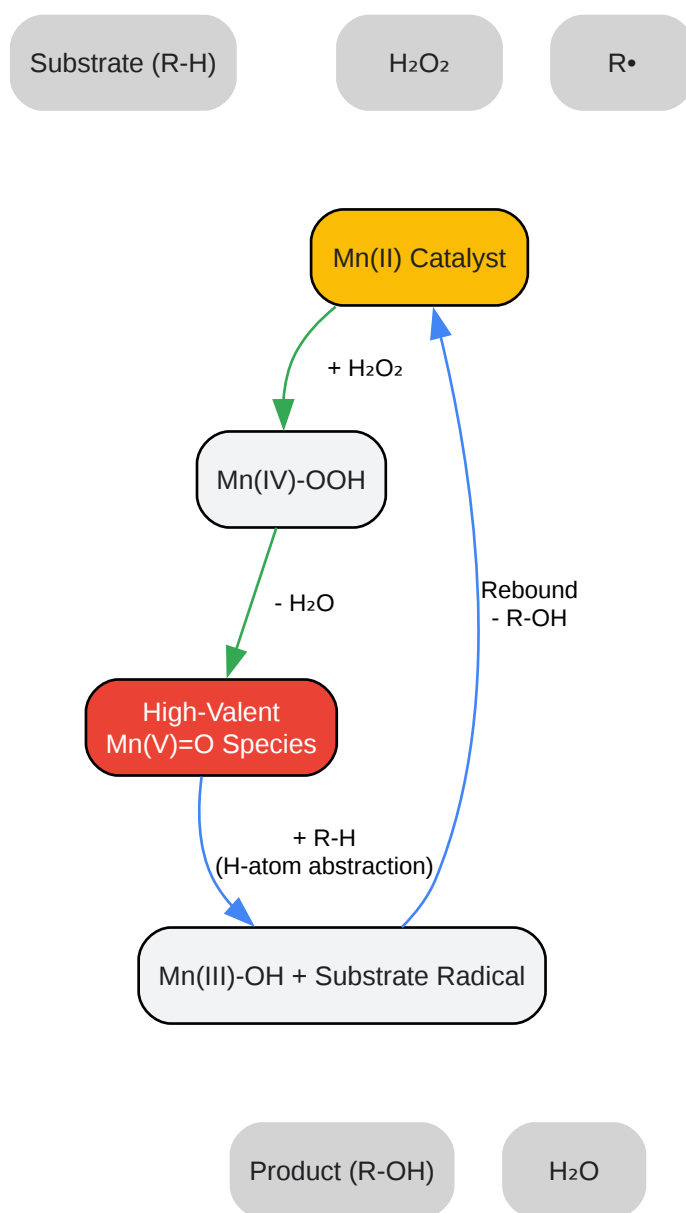 Substrate (R-H)
H₂O₂
R•
Mn(II) Catalyst
+ H₂O₂
Mn(IV)-OOH
- H₂O
Rebound
- R-OH
High-Valent
Mn(V)=O Species
+ R-H
(H-atom abstraction)
Mn(III)-OH + Substrate Radical
Product (R-OH)
H₂O